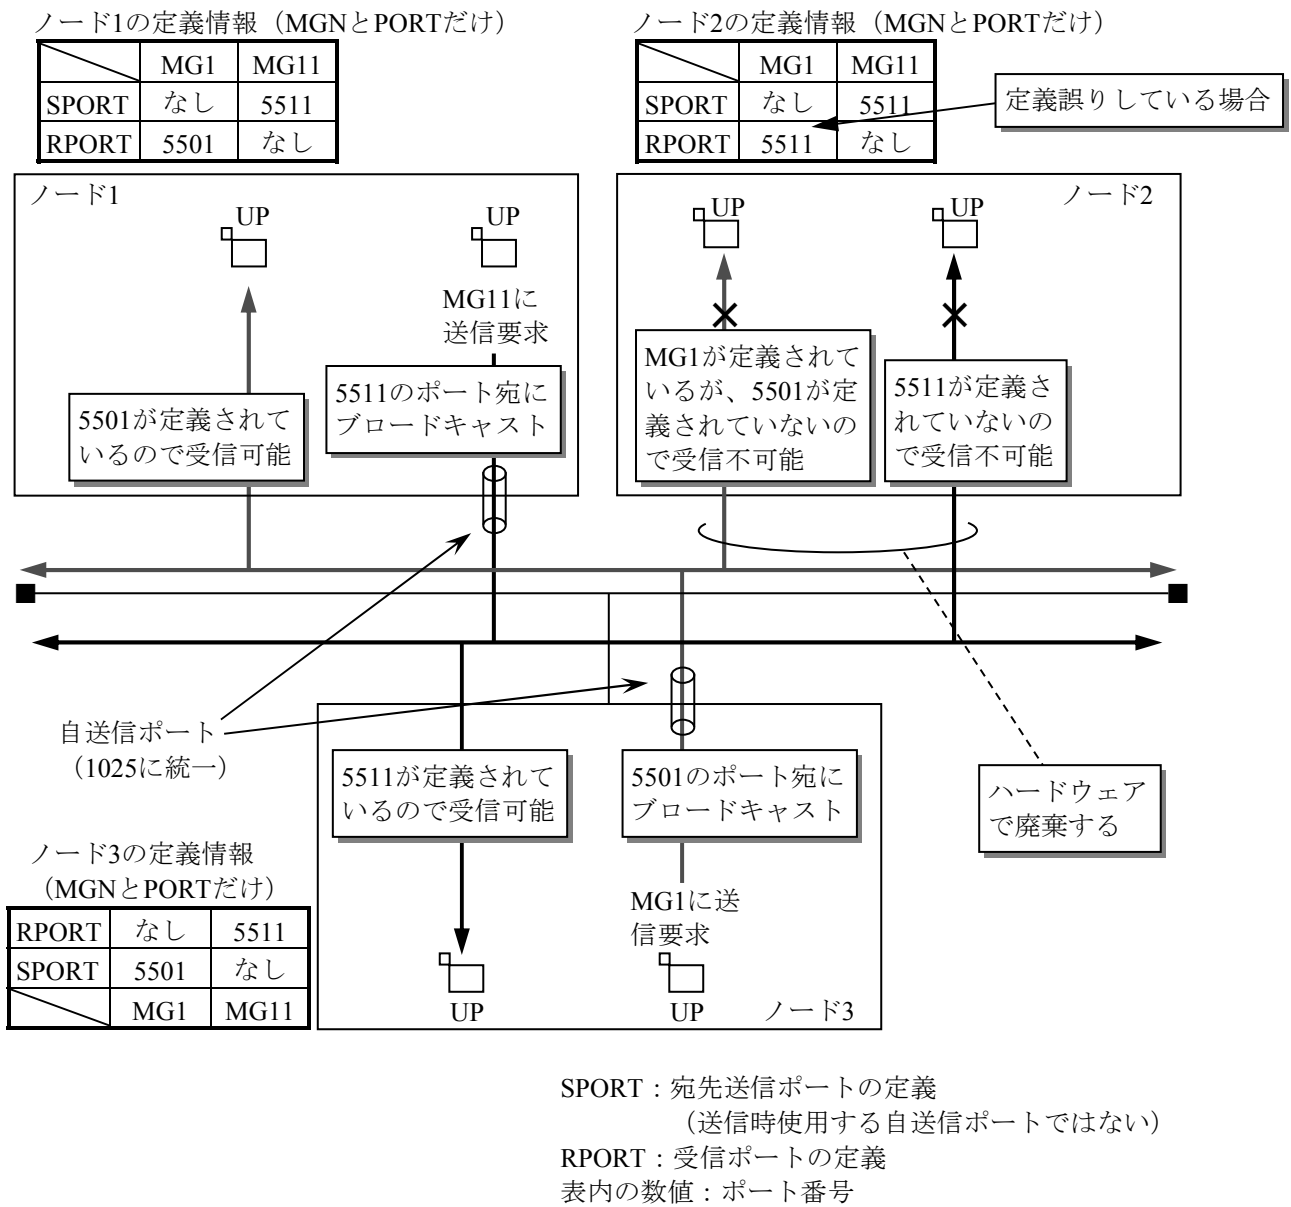 ノード1の定義情報（MGNとPORTだけ）
MG1 MG11
SPORT なし 5511
RPORT 5501 なし
ノード2の定義情報（MGNとPORTだけ）
MG1 MG11
SPORT なし 5511
RPORT 5511 なし
定義誤りしている場合
ノード1
UP
UP
MG11に
送信要求
5501が定義されて
いるので受信可能
5511のポート宛に
ブロードキャスト
ノード2
UP
UP
MG1が定義されて
いるが、5501が定
義されていないの
で受信不可能
5511が定義さ
れていないの
で受信不可能
自送信ポート
（1025に統一）
5511が定義されて
いるので受信可能
5501のポート宛に
ブロードキャスト
ハードウェア
で廃棄する
MG1に送
信要求
UP
UP
ノード3
ノード3の定義情報
（MGNとPORTだけ）
RPORT なし 5511
SPORT 5501 なし
MG1 MG11
SPORT：宛先送信ポートの定義
（送信時使用する自送信ポートではない）
RPORT：受信ポートの定義
表内の数値：ポート番号